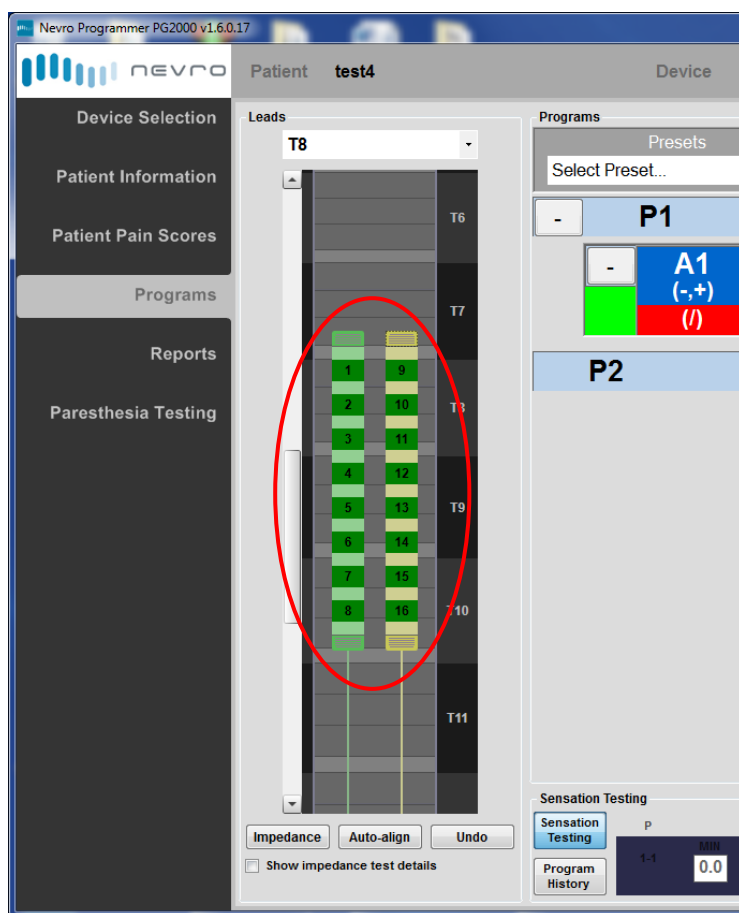 Nevro Programmer PG2000 v1.6.0.17
nevro
Patient test4 Device
Device Selection
Patient Information
Patient Pain Scores
Programs
Reports
Paresthesia Testing
Leads
T8
T6
T7
1 9
2 10 T8
3 11
4 12
5 13 T9
6 14
7 15
8 16 T10
T11
Impedance Auto-align Undo
Show impedance test details
Programs
Presets
Select Preset...
- P1
- A1
(-,+)
(/)
P2
Sensation Testing
Sensation Testing
P
MIN
1-1 0.0
Program History